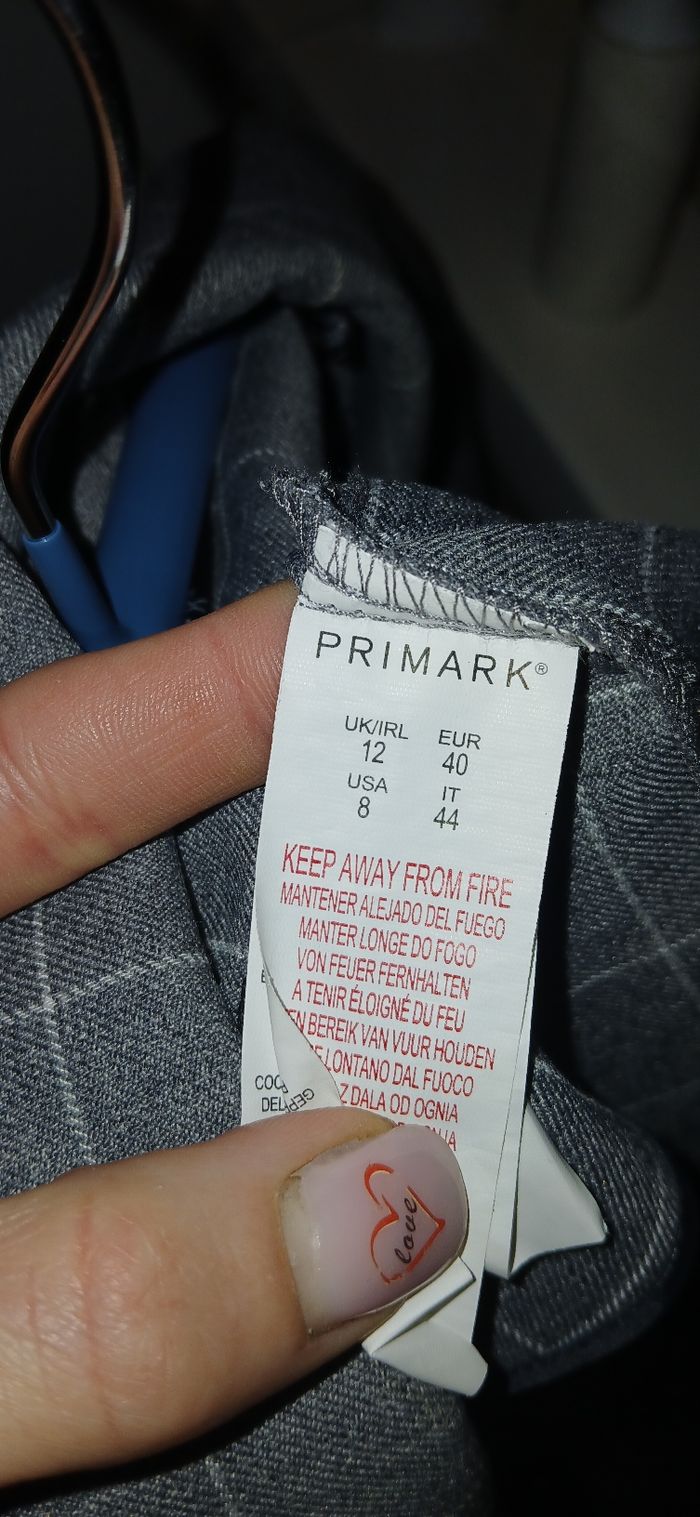 PRIMARK®
UK/IRL EUR
12 40
USA IT
8 44
KEEP AWAY FROM FIRE
MANTENER ALEJADO DEL FUEGO
MANTER LONGE DO FOGO
VON FEUER FERNHALTEN
A TENIR ÉLOIGNÉ DU FEU
BEREIK VAN VUUR HOUDEN
LONTANO DAL FUOCO
Z DALA OD OGNIA
love